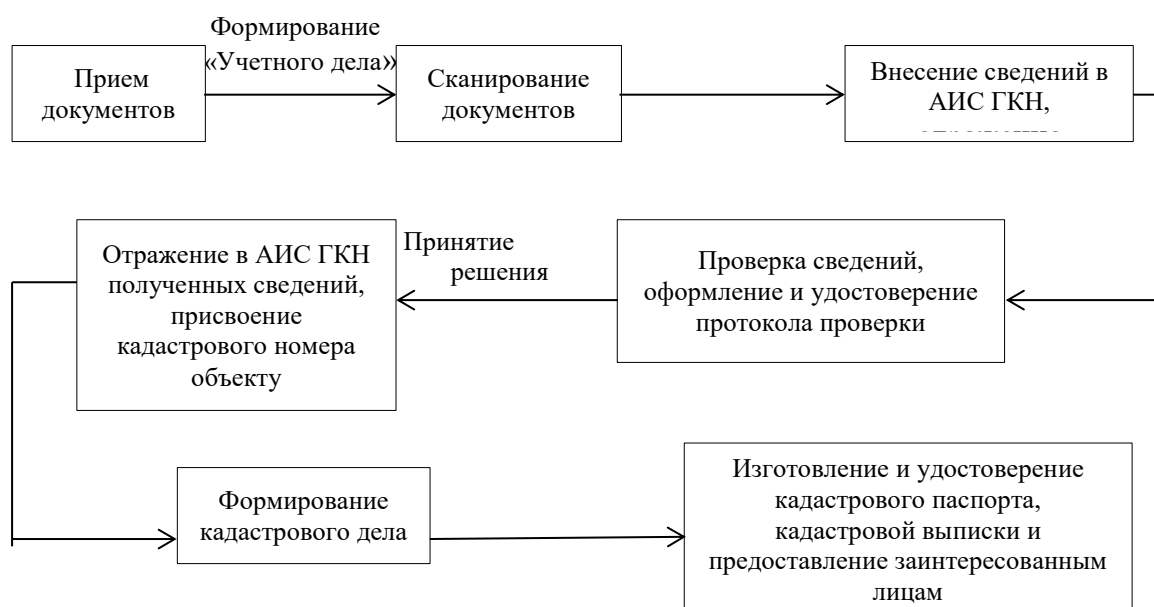 Формирование
«Учетного дела»
Прием
документов
Сканирование
документов
Внесение сведений в
АИС ГКН,
Отражение в АИС ГКН
полученных сведений,
присвоение
кадастрового номера
объекту
Принятие
решения
Проверка сведений,
оформление и удостоверение
протокола проверки
Формирование
кадастрового дела
Изготовление и удостоверение
кадастрового паспорта,
кадастровой выписки и
предоставление заинтересованным
лицам